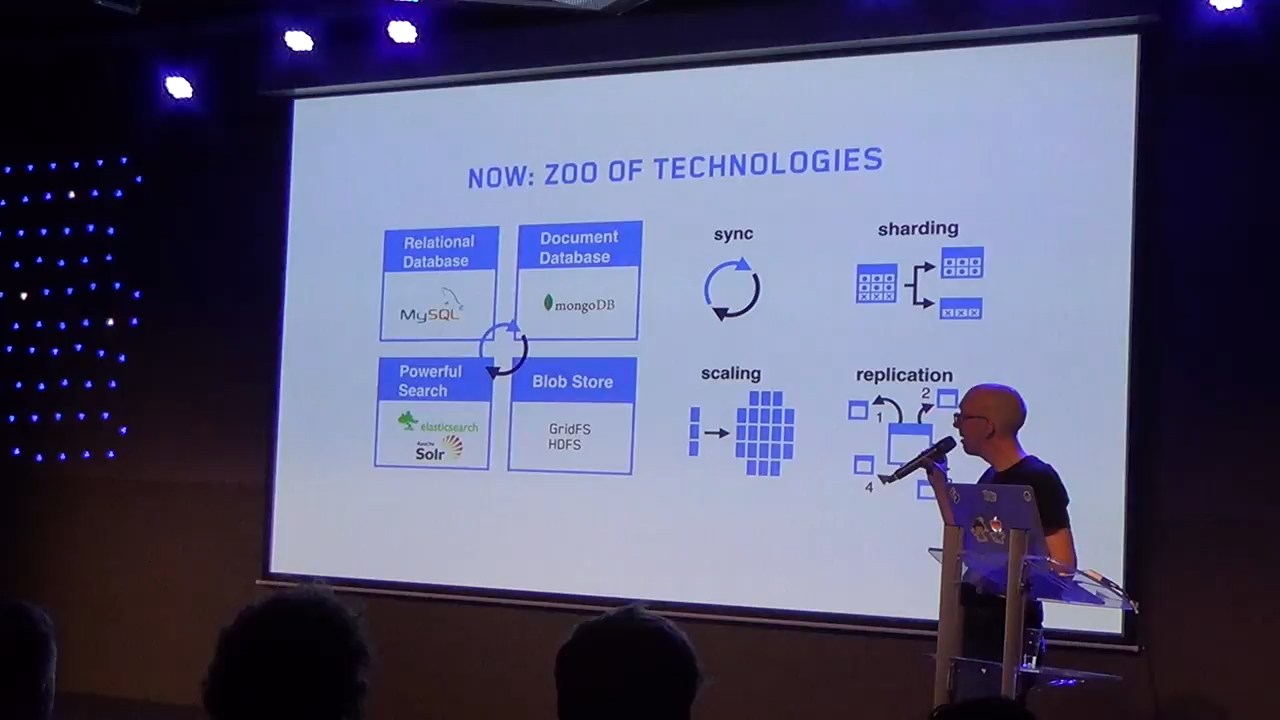 NOW: ZOO OF TECHNOLOGIES
Relational
Database
MySQL
Document
Database
mongoDB
Powerful
Search
elasticsearch
Apache
Solr
Blob Store
GridFS
HDFS
sync
sharding
scaling
replication
1
2
4